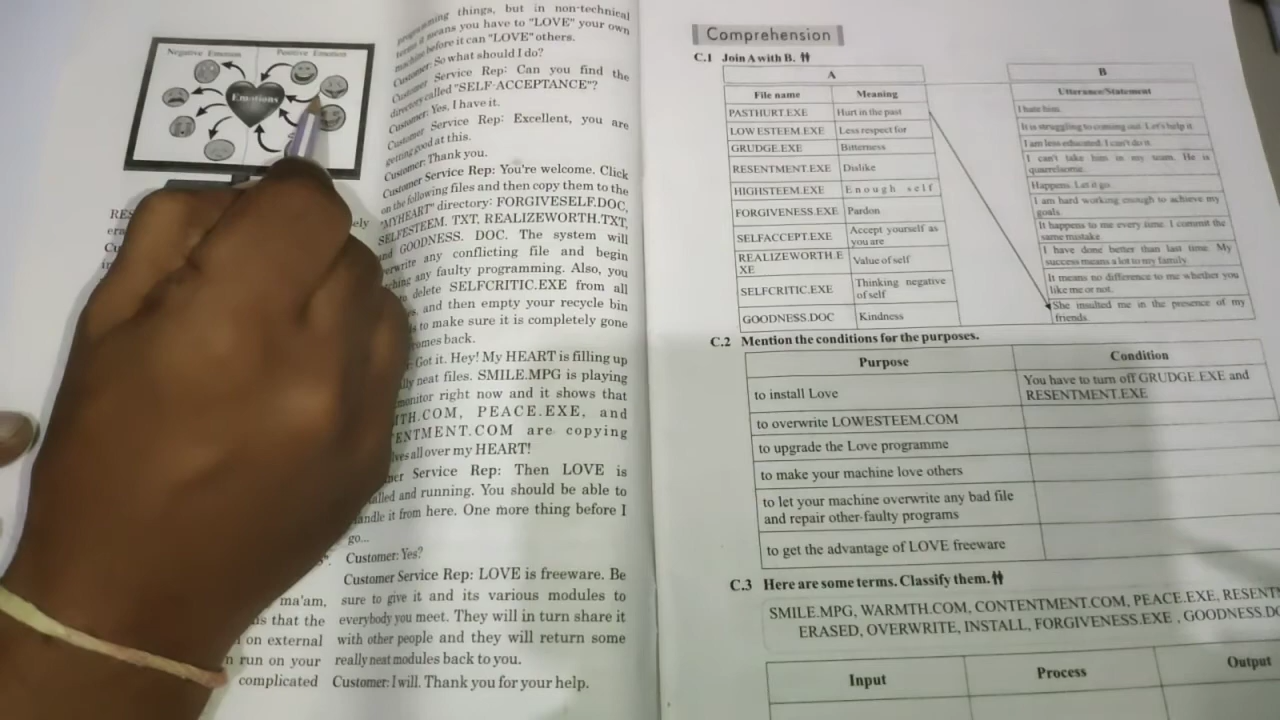 Negative Emotion Positive Emotion
Emotions
things, but in non-technical
means you have to "LOVE" your own
before it can "LOVE" others.
Customer: So what should I do?
Customer Service Rep: Can you find the
directory called "SELF-ACCEPTANCE"?
Customer: Yes, I have it.
Customer Service Rep: Excellent, you are
getting good at this.
Customer: Thank you.
Customer Service Rep: You're welcome. Click
on the following files and then copy them to the
"MYHEART" directory: FORGIVESELF.DOC,
SELFESTEEM. TXT, REALIZEWORTH.TXT,
and GOODNESS. DOC. The system will
any conflicting file and begin
any faulty programming. Also, you
delete SELFCRITIC.EXE from all
and then empty your recycle bin
to make sure it is completely gone
comes back.
Got it. Hey! My HEART is filling up
neat files. SMILE.MPG is playing
monitor right now and it shows that
PEACE.EXE, and
are copying
all over my HEART!
Service Rep: Then LOVE is
and running. You should be able to
handle it from here. One more thing before I
go...
Customer: Yes?
Customer Service Rep: LOVE is freeware. Be
sure to give it and its various modules to
everybody you meet. They will in turn share it
with other people and they will return some
really neat modules back to you.
Customer: I will. Thank you for your help.
ma'am,
that the
on external
run on your
complicated
Comprehension
C.1 Join A with B.
A
File name Meaning
PASTHURT.EXE Hurt in the past
LOWESTEEM.EXE Less respect for
GRUDGE.EXE Bitterness
RESENTMENT.EXE Dislike
HIGHSTEEM.EXE Enough self
FORGIVENESS.EXE Pardon
SELFACCEPT.EXE Accept yourself as
you are
REALIZEWORTH.E
XE Value of self
SELFCRITIC.EXE Thinking negative
of self
GOODNESS.DOC Kindness
B
Utterance/Statement
I hate him.
It is struggling to coming out. Let's help it
I am less educated. I can't do it.
I can't take him in my team. He is
quarrelsome.
Happens. Let it go.
I am hard working enough to achieve my
goals.
It happens to me every time. I commit the
same mistake.
I have done better than last time. My
success means a lot to my family.
It means no difference to me whether you
like me or not.
She insulted me in the presence of my
friends.
C.2 Mention the conditions for the purposes.
Purpose Condition
to install Love You have to turn off GRUDGE.EXE and
RESENTMENT.EXE
to overwrite LOWESTEEM.COM
to upgrade the Love programme
to make your machine love others
to let your machine overwrite any bad file
and repair other-faulty programs
to get the advantage of LOVE freeware
C.3 Here are some terms. Classify them.
SMILE.MPG, WARMTH.COM, CONTENTMENT.COM, PEACE.EXE,
ERASED, OVERWRITE, INSTALL, FORGIVENESS.EXE ,
Input Process Output